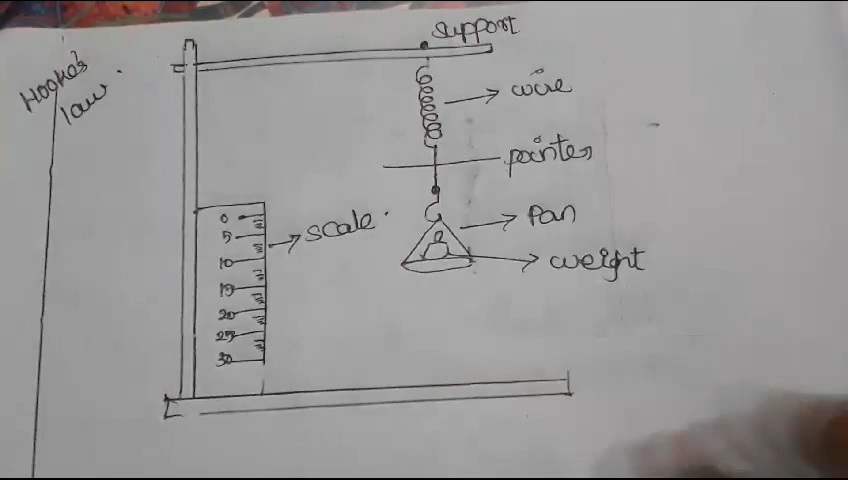 Hooke's
law.
support
wire
pointer
pan
weight
scale.
0
5
10
15
20
25
30